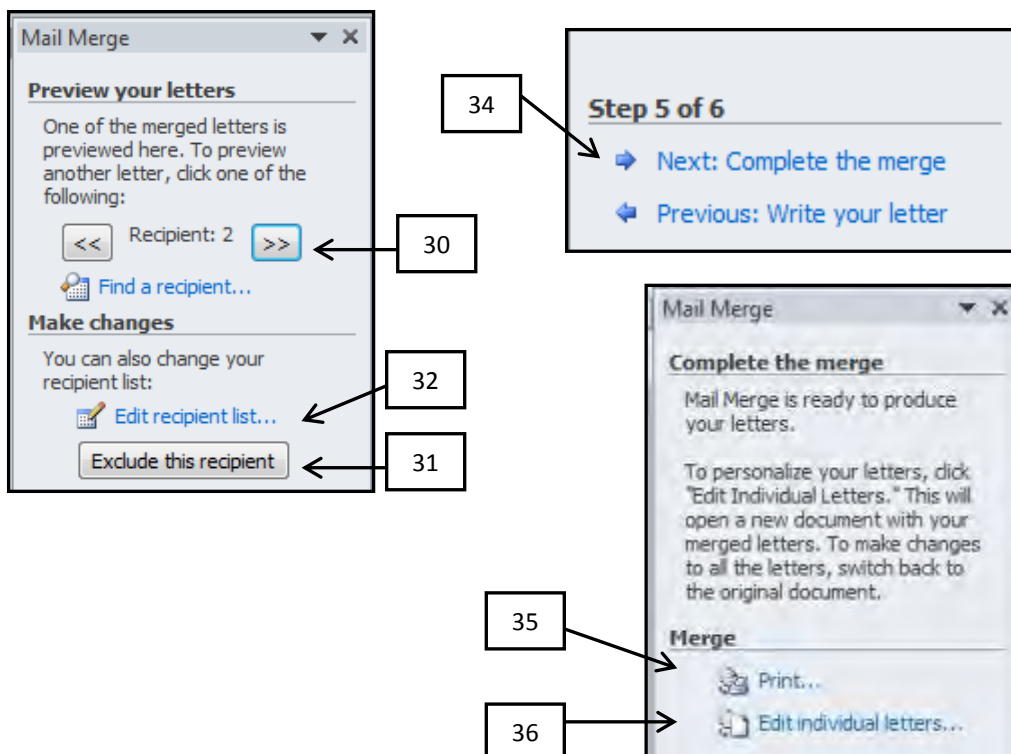 Mail Merge
Preview your letters
One of the merged letters is
previewed here. To preview
another letter, click one of the
following:
<< Recipient: 2 >>
30
Find a recipient...
Make changes
You can also change your
recipient list:
32
Edit recipient list...
Exclude this recipient
31
34
Step 5 of 6
Next: Complete the merge
Previous: Write your letter
Mail Merge
Complete the merge
Mail Merge is ready to produce
your letters.
To personalize your letters, click
"Edit Individual Letters." This will
open a new document with your
merged letters. To make changes
to all the letters, switch back to
the original document.
35
Merge
Print...
Edit individual letters...
36